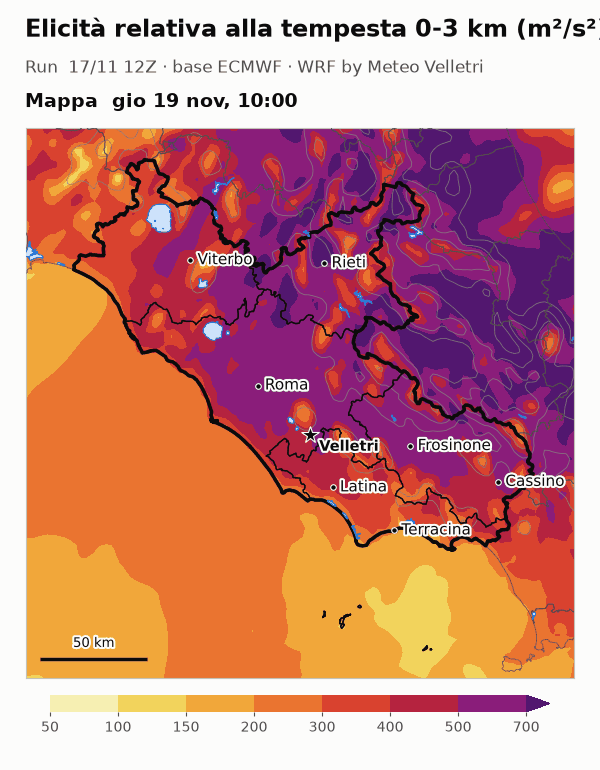 Elicità relativa alla tempesta 0-3 km (m²/s²)
Run 17/11 12Z · base ECMWF · WRF by Meteo Velletri
Mappa gio 19 nov, 10:00
Viterbo
Rieti
Roma
Velletri
Frosinone
Latina
Cassino
Terracina
50 km
50 100 150 200 300 400 500 700